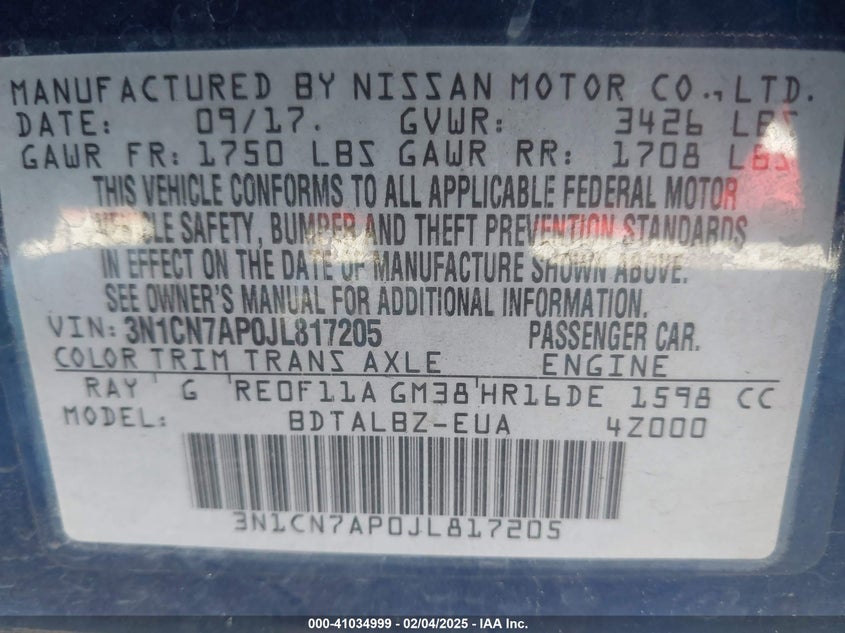 MANUFACTURED BY NISSAN MOTOR CO., LTD.
DATE: 09/17. GVWR: 3426 LBS
GAWR FR: 1750 LBS GAWR RR: 1708 LBS
THIS VEHICLE CONFORMS TO ALL APPLICABLE FEDERAL MOTOR
VEHICLE SAFETY, BUMPER AND THEFT PREVENTION STANDARDS
IN EFFECT ON THE DATE OF MANUFACTURE SHOWN ABOVE.
SEE OWNER'S MANUAL FOR ADDITIONAL INFORMATION.
VIN: 3N1CN7AP0JL817205 PASSENGER CAR.
COLOR TRIM TRANS AXLE ENGINE
RAY G RE0F11A GM38 HR16DE 1598 CC
MODEL: BDTALBZ-EUA 4Z000
3N1CN7AP0JL817205
000-41034999 - 02/04/2025 - IAA Inc.